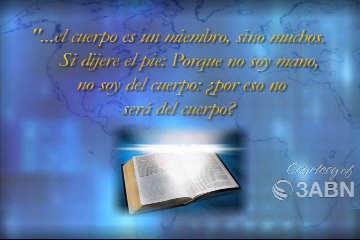 "...el cuerpo es un miembro, sino muchos.
Si dijere el pie: Porque no soy mano,
no soy del cuerpo: ¿por eso no
será del cuerpo?
Courtesy of
3ABN